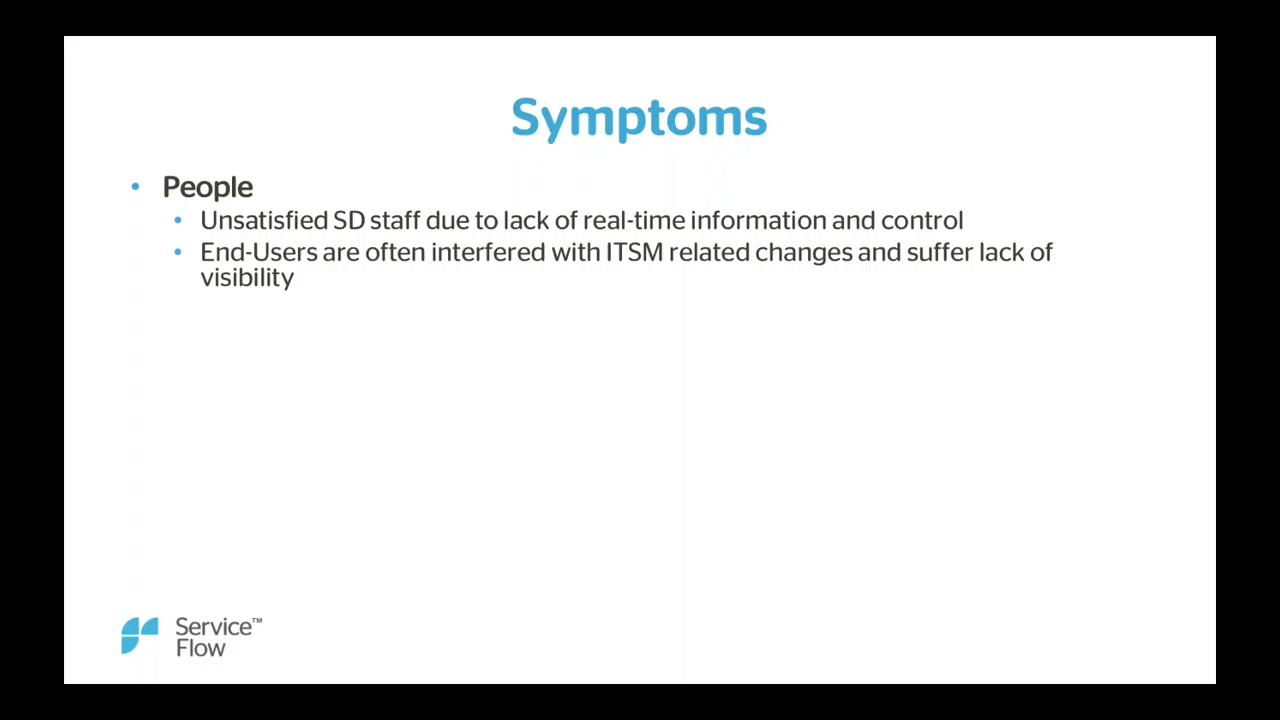 Symptoms
• People
• Unsatisfied SD staff due to lack of real-time information and control
• End-Users are often interfered with ITSM related changes and suffer lack of
visibility
Service™
Flow